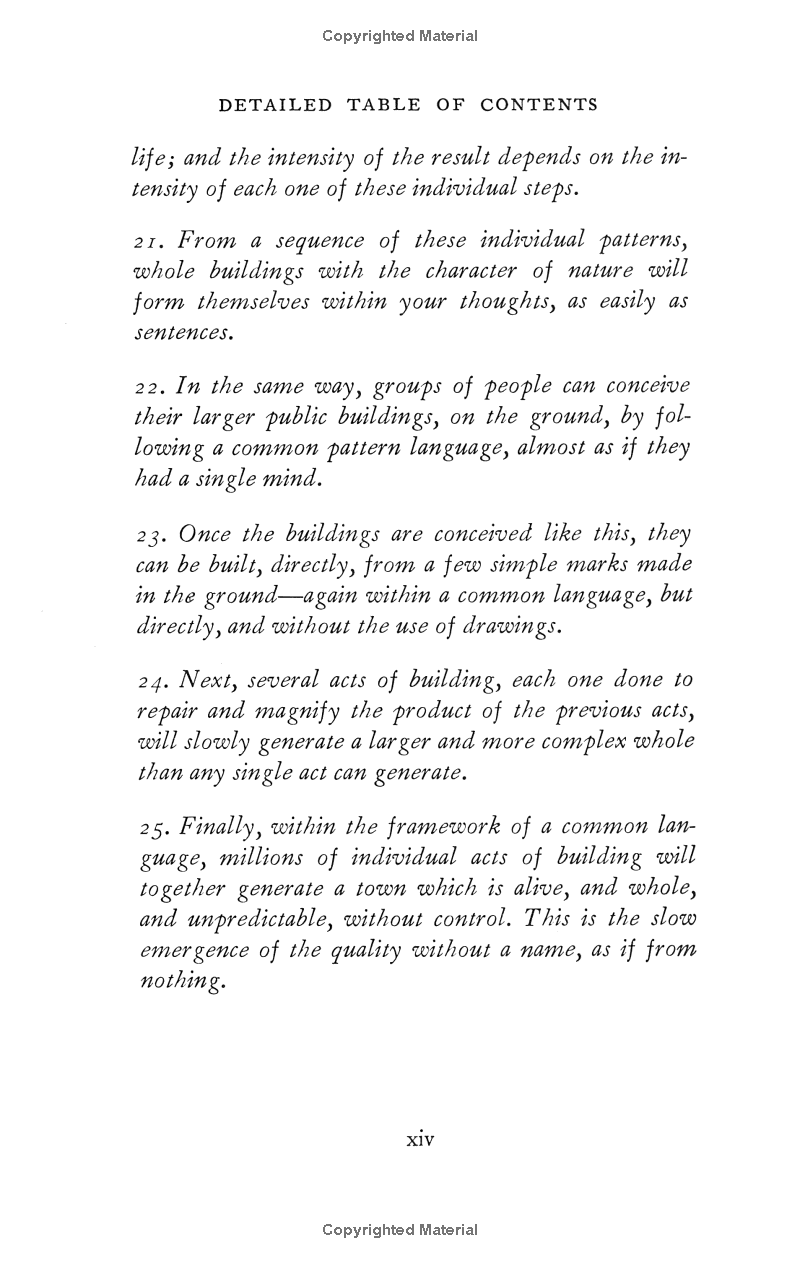 Copyrighted Material
DETAILED TABLE OF CONTENTS
life; and the intensity of the result depends on the in-
tensity of each one of these individual steps.
21. From a sequence of these individual patterns,
whole buildings with the character of nature will
form themselves within your thoughts, as easily as
sentences.
22. In the same way, groups of people can conceive
their larger public buildings, on the ground, by fol-
lowing a common pattern language, almost as if they
had a single mind.
23. Once the buildings are conceived like this, they
can be built, directly, from a few simple marks made
in the ground—again within a common language, but
directly, and without the use of drawings.
24. Next, several acts of building, each one done to
repair and magnify the product of the previous acts,
will slowly generate a larger and more complex whole
than any single act can generate.
25. Finally, within the framework of a common lan-
guage, millions of individual acts of building will
together generate a town which is alive, and whole,
and unpredictable, without control. This is the slow
emergence of the quality without a name, as if from
nothing.
xiv
Copyrighted Material